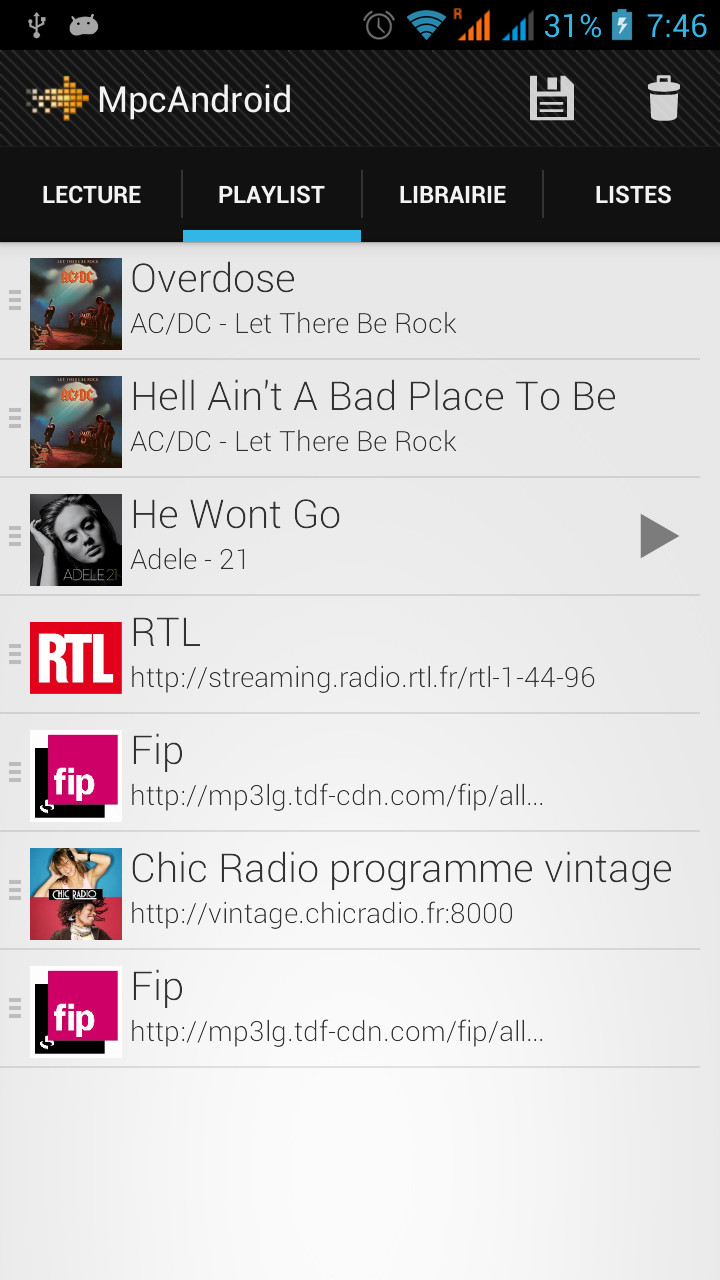 R
31%
7:46
MpcAndroid
LECTURE
PLAYLIST
LIBRAIRIE
LISTES
LET THERE BE ROCK
AC/DC
Overdose
AC/DC - Let There Be Rock
LET THERE BE ROCK
AC/DC
Hell Ain't A Bad Place To Be
AC/DC - Let There Be Rock
ADELE 21
He Wont Go
Adele - 21
RTL
RTL
http://streaming.radio.rtl.fr/rtl-1-44-96
fip
Fip
http://mp3lg.tdf-cdn.com/fip/all...
CHIC RADIO
Chic Radio programme vintage
http://vintage.chicradio.fr:8000
fip
Fip
http://mp3lg.tdf-cdn.com/fip/all...